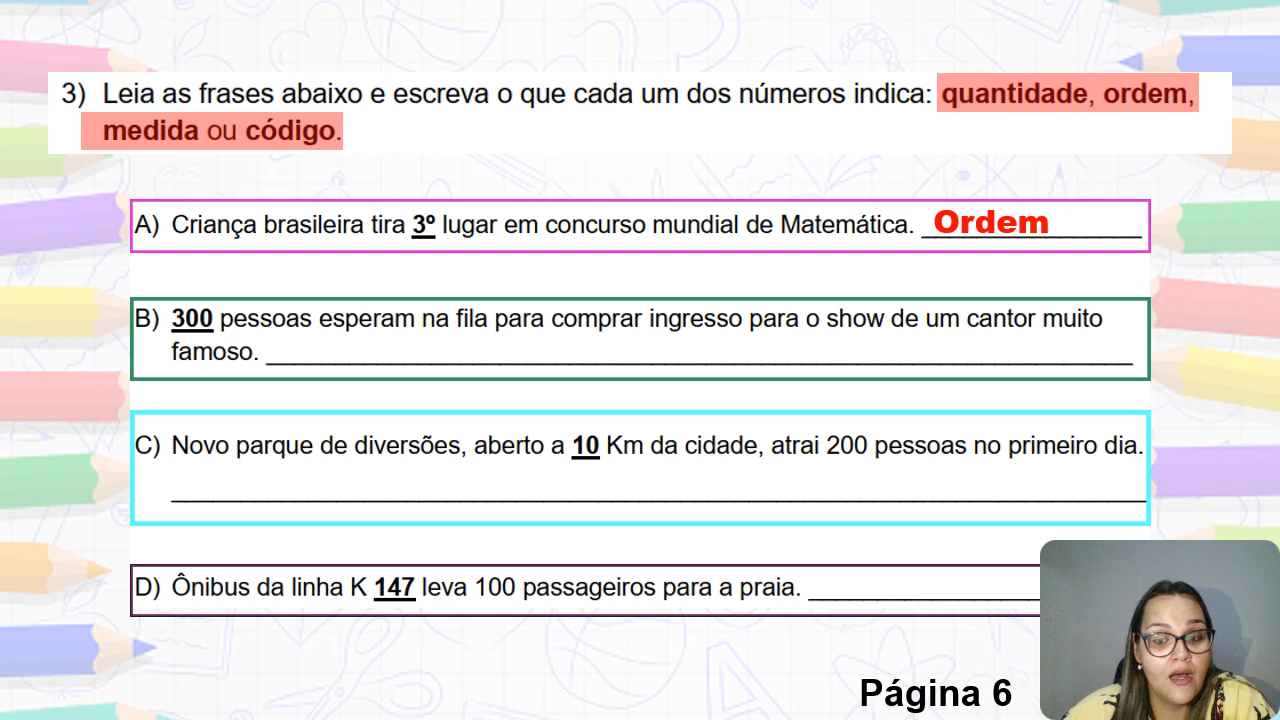 3) Leia as frases abaixo e escreva o que cada um dos números indica: quantidade, ordem,
medida ou código.
A) Criança brasileira tira 3º lugar em concurso mundial de Matemática. Ordem
B) 300 pessoas esperam na fila para comprar ingresso para o show de um cantor muito
famoso.
C) Novo parque de diversões, aberto a 10 Km da cidade, atrai 200 pessoas no primeiro dia.
D) Ônibus da linha K 147 leva 100 passageiros para a praia.
Página 6